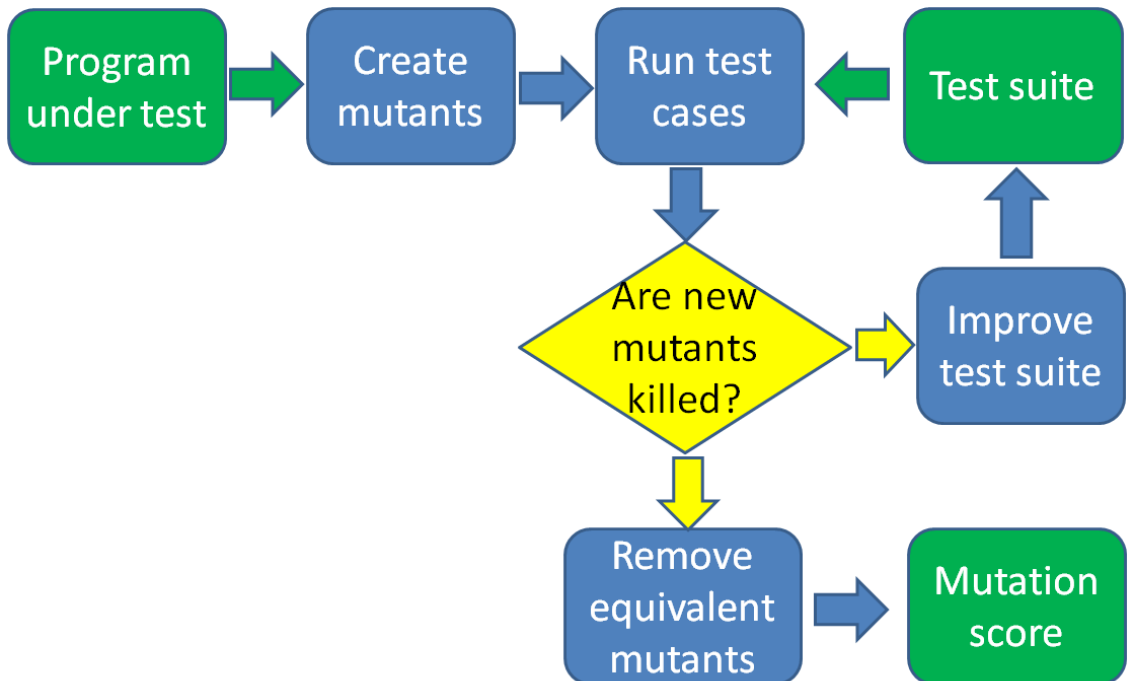 Program
under test
Create
mutants
Run test
cases
Test suite
Are new
mutants
killed?
Improve
test suite
Remove
equivalent
mutants
Mutation
score